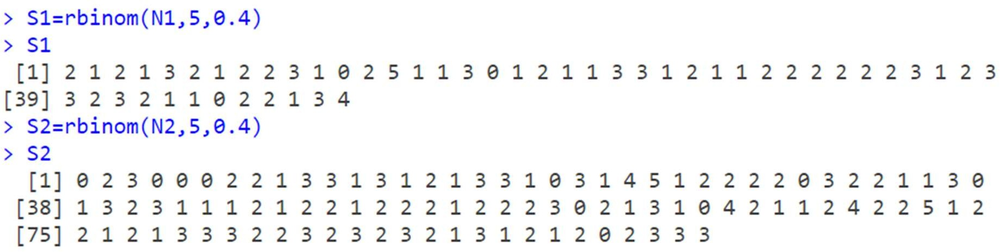 > S1=rbinom(N1,5,0.4)
> S1
[1] 2 1 2 1 3 2 1 2 2 3 1 0 2 5 1 1 3 0 1 2 1 1 3 3 1 2 1 1 2 2 2 2 2 2 3 1 2 3
[39] 3 2 3 2 1 1 0 2 2 1 3 4
> S2=rbinom(N2,5,0.4)
> S2
[1] 0 2 3 0 0 0 2 2 1 3 3 1 3 1 2 1 3 3 1 0 3 1 4 5 1 2 2 2 2 0 3 2 2 1 1 3 0
[38] 1 3 2 3 1 1 1 2 1 2 2 1 2 2 2 1 2 2 2 3 0 2 1 3 1 0 4 2 1 1 2 4 2 2 5 1 2
[75] 2 1 2 1 3 3 3 2 2 3 2 3 2 3 2 1 3 1 2 1 2 0 2 3 3 3